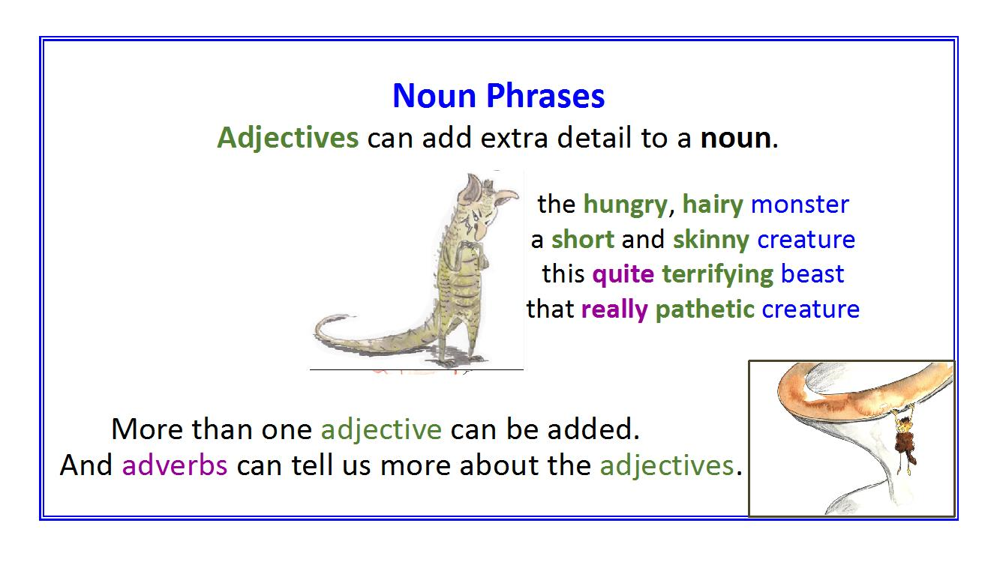 Noun Phrases
Adjectives can add extra detail to a noun.
the hungry, hairy monster
a short and skinny creature
this quite terrifying beast
that really pathetic creature
More than one adjective can be added.
And adverbs can tell us more about the adjectives.